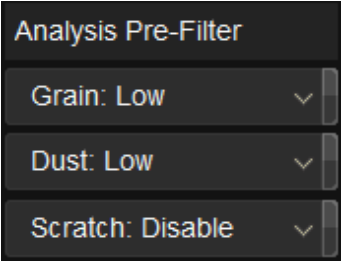 Analysis Pre-Filter
Grain: Low
Dust: Low
Scratch: Disable